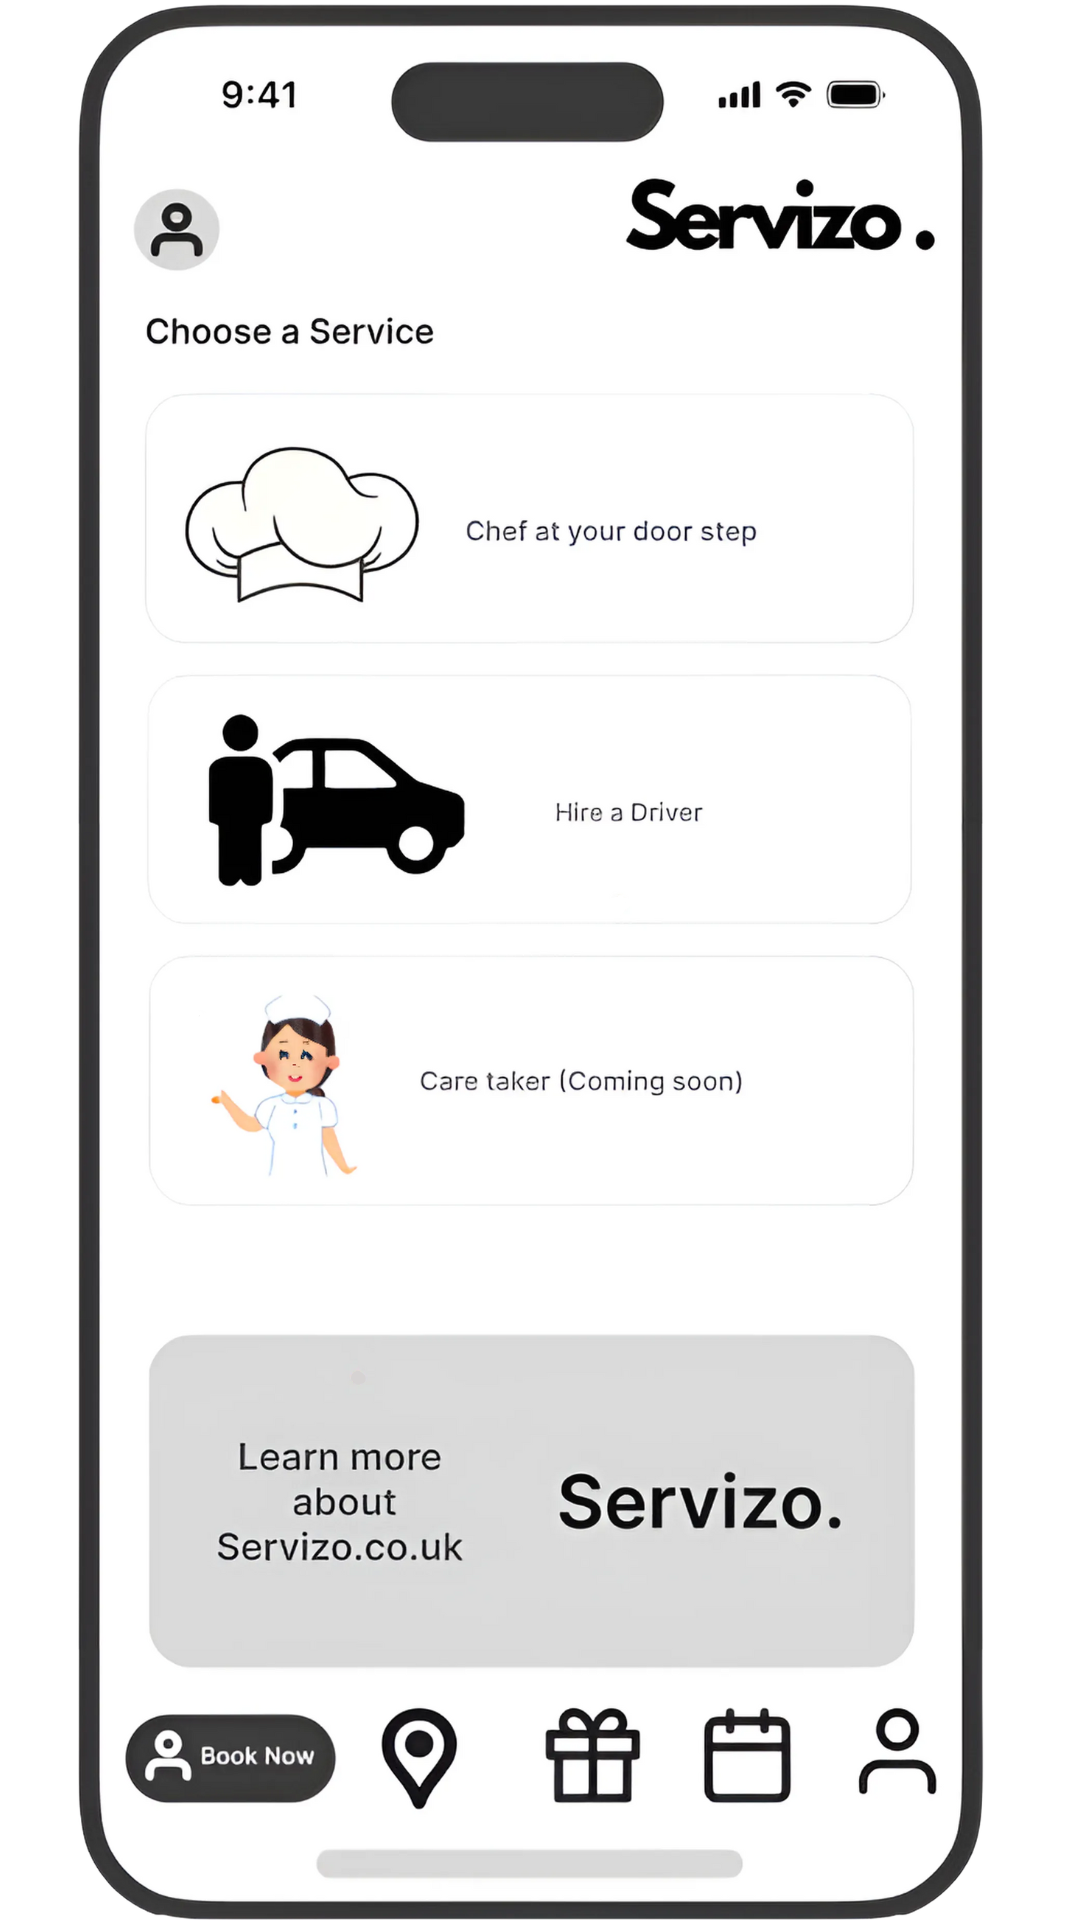 9:41
Servizo.
Choose a Service
Chef at your door step
Hire a Driver
Care taker (Coming soon)
Learn more
about
Servizo.co.uk
Servizo.
Book Now